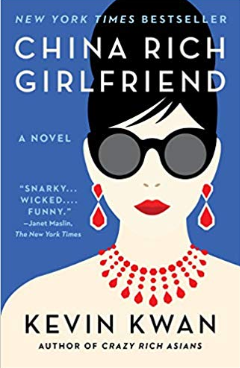 NEW YORK TIMES BESTSELLER
CHINA RICH
GIRLFRIEND
A NOVEL
"SNARKY...
WICKED....
FUNNY."
—Janet Maslin,
The New York Times
KEVIN KWAN
AUTHOR OF CRAZY RICH ASIANS